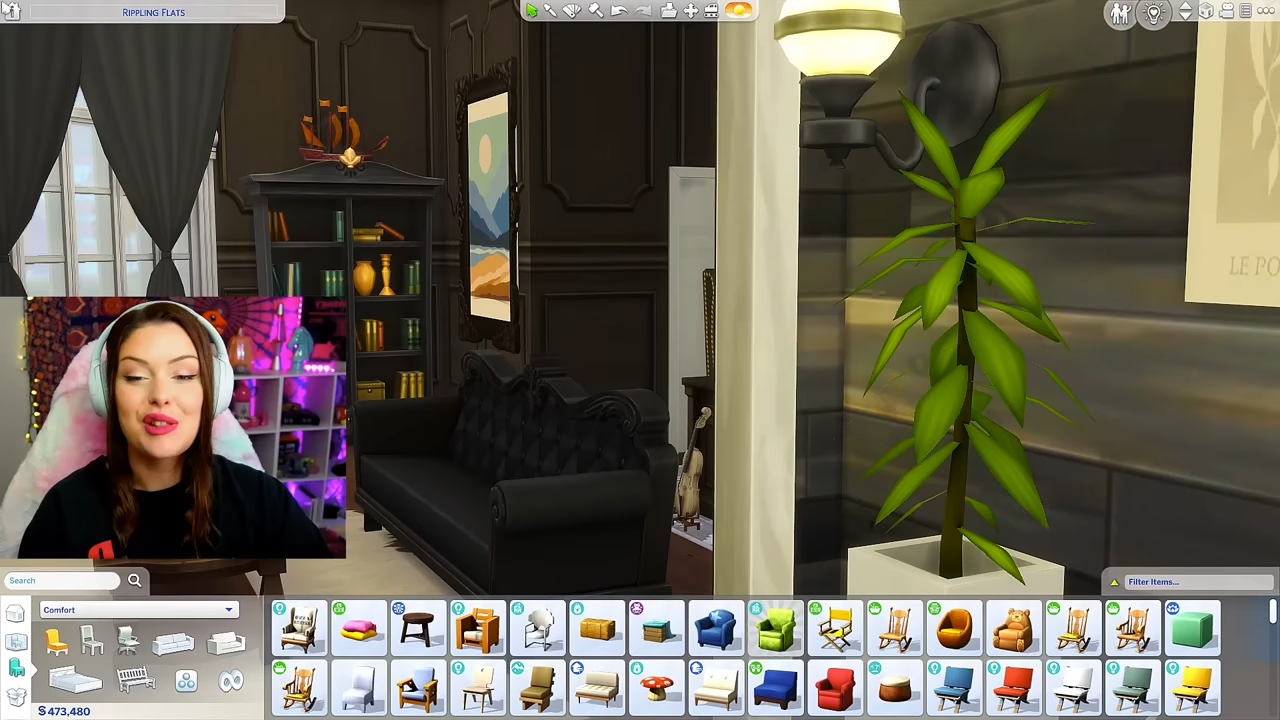 RIPPLING FLATS
LE PO
Search
Filter Items...
Comfort
§473,480